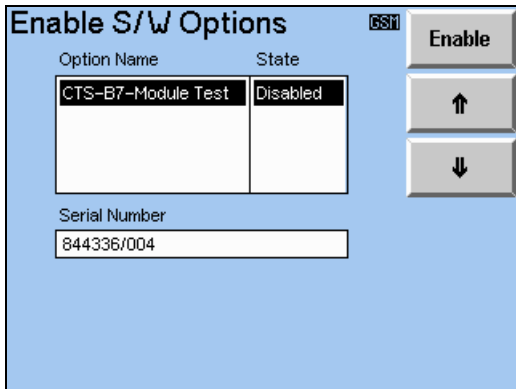 Enable S/W Options GSM Enable
Option Name State
CTS-B7-Module Test Disabled
⇑
⇓
Serial Number
844336/004